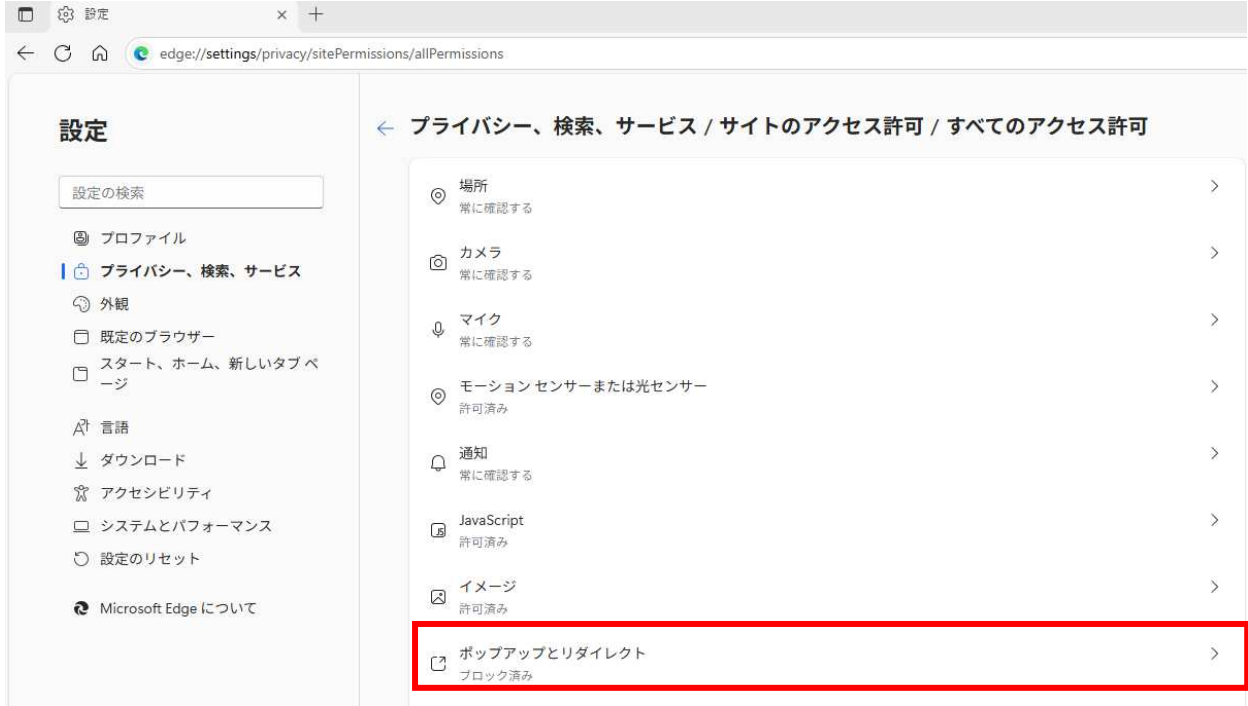 設定
edge://settings/privacy/sitePermissions/allPermissions
設定
設定の検索
プロファイル
プライバシー、検索、サービス
外観
既定のブラウザー
スタート、ホーム、新しいタブ ペ
ージ
言語
ダウンロード
アクセシビリティ
システムとパフォーマンス
設定のリセット
Microsoft Edge について
プライバシー、検索、サービス / サイトのアクセス許可 / すべてのアクセス許可
場所
常に確認する
カメラ
常に確認する
マイク
常に確認する
モーション センサーまたは光センサー
許可済み
通知
常に確認する
JavaScript
許可済み
イメージ
許可済み
ポップアップとリダイレクト
ブロック済み